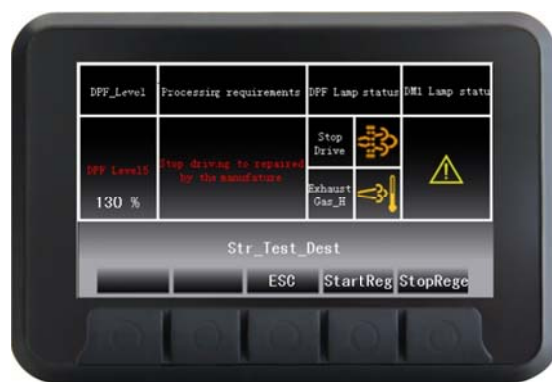 DPF_Level
Processing requirements
DPF Lamp status
DM1 Lamp statu
DPF Level5
130 %
Stop driving to repaired
by the manufature
Stop
Drive
Exhaust
Gas_H
Str_Test_Dest
ESC
StartReg
StopRege